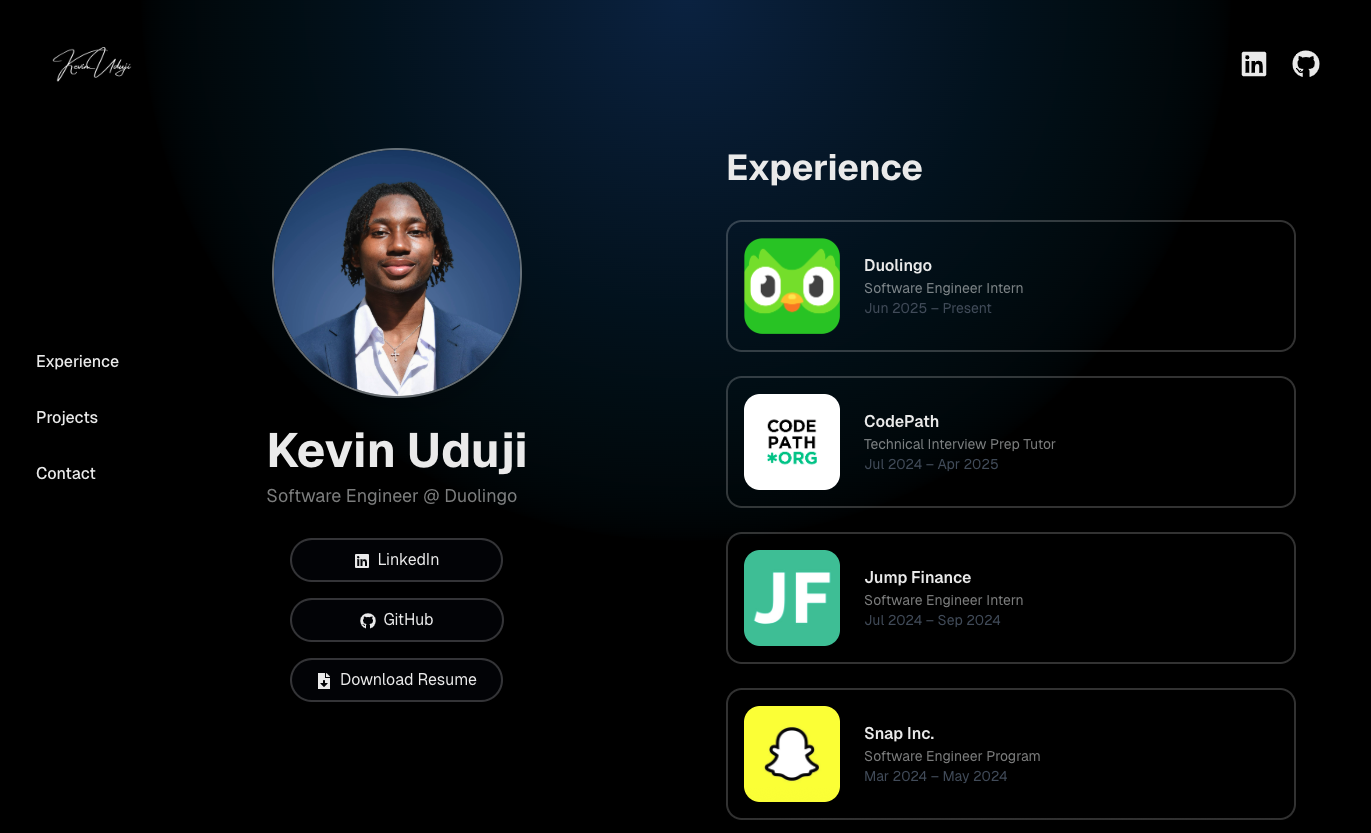 Kevin Uduji
Experience
Projects
Contact
Kevin Uduji
Software Engineer @ Duolingo
LinkedIn
GitHub
Download Resume
Experience
Duolingo
Software Engineer Intern
Jun 2025 – Present
CODE
PATH
*ORG
CodePath
Technical Interview Prep Tutor
Jul 2024 – Apr 2025
JF
Jump Finance
Software Engineer Intern
Jul 2024 – Sep 2024
Snap Inc.
Software Engineer Program
Mar 2024 – May 2024